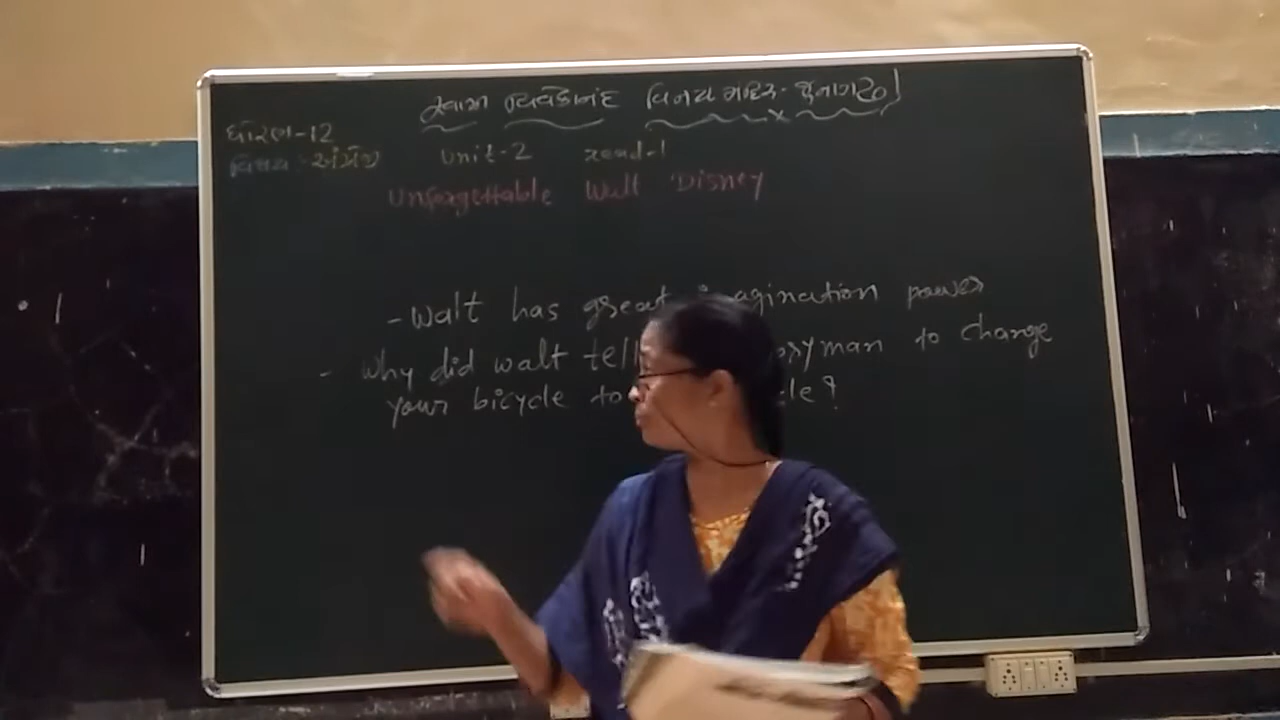 સ્વામી વિવેકાનંદ વિનય મંદિર - જુનાગઢ
ધોરણ-12
વિષય : અંગ્રેજી
Unit-2 read-1
Unforgettable Walt Disney
- Walt has great imagination power
- Why did walt tell man to change
your bicycle to